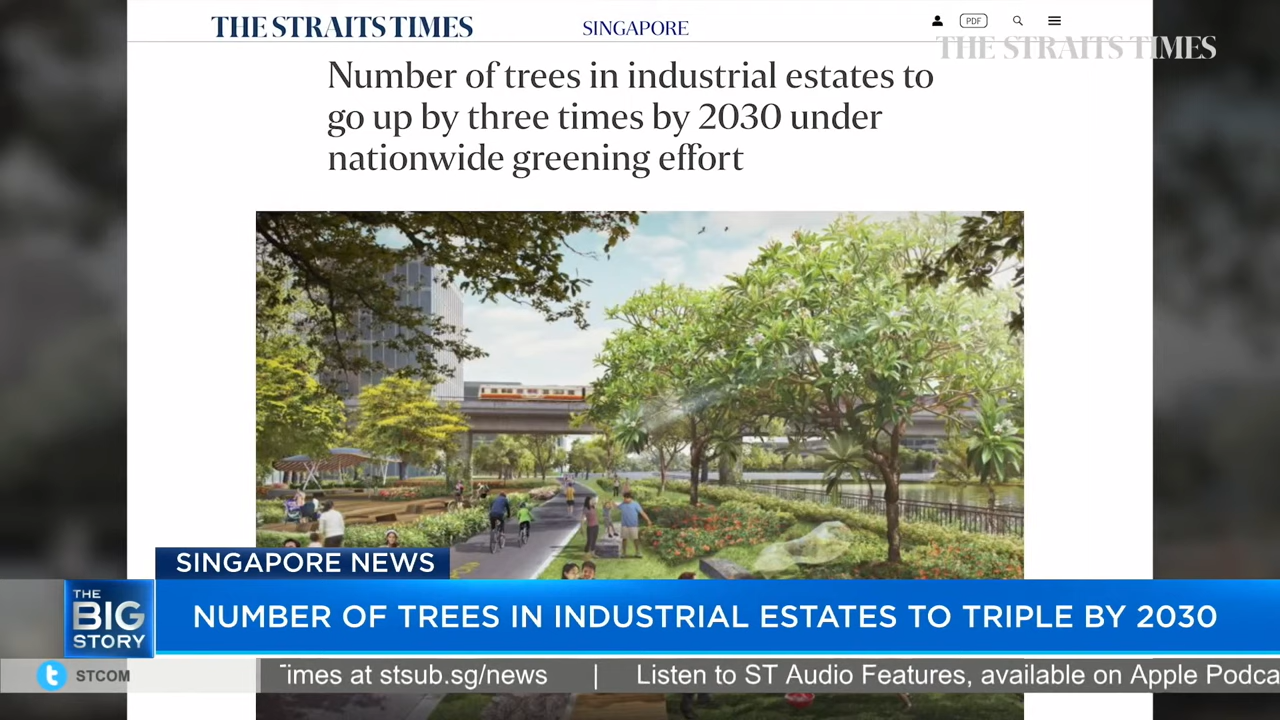 THE STRAITS TIMES
SINGAPORE
PDF
THE STRAITS TIMES
Number of trees in industrial estates to
go up by three times by 2030 under
nationwide greening effort
SINGAPORE NEWS
THE
BIG
STORY
NUMBER OF TREES IN INDUSTRIAL ESTATES TO TRIPLE BY 2030
STCOM
imes at stsub.sg/news | Listen to ST Audio Features, available on Apple Podca